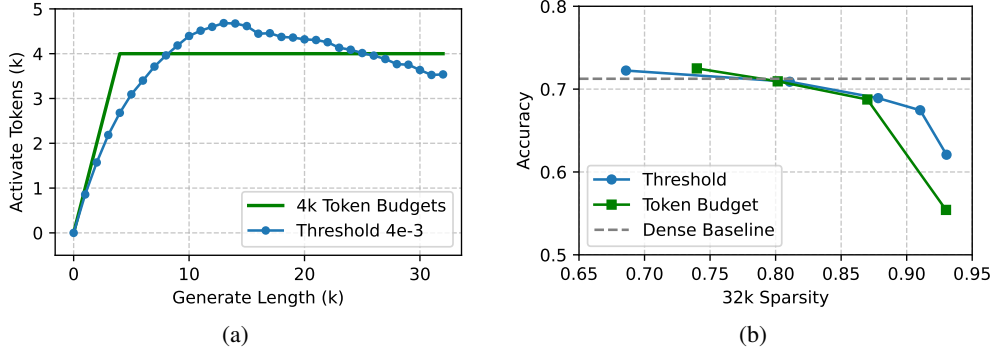 5
4
3
2
1
0
Activate Tokens (k)
0
10
20
30
Generate Length (k)
4k Token Budgets
Threshold 4e-3
(a)
0.8
0.7
0.6
0.5
Accuracy
0.65
0.70
0.75
0.80
0.85
0.90
0.95
32k Sparsity
Threshold
Token Budget
Dense Baseline
(b)